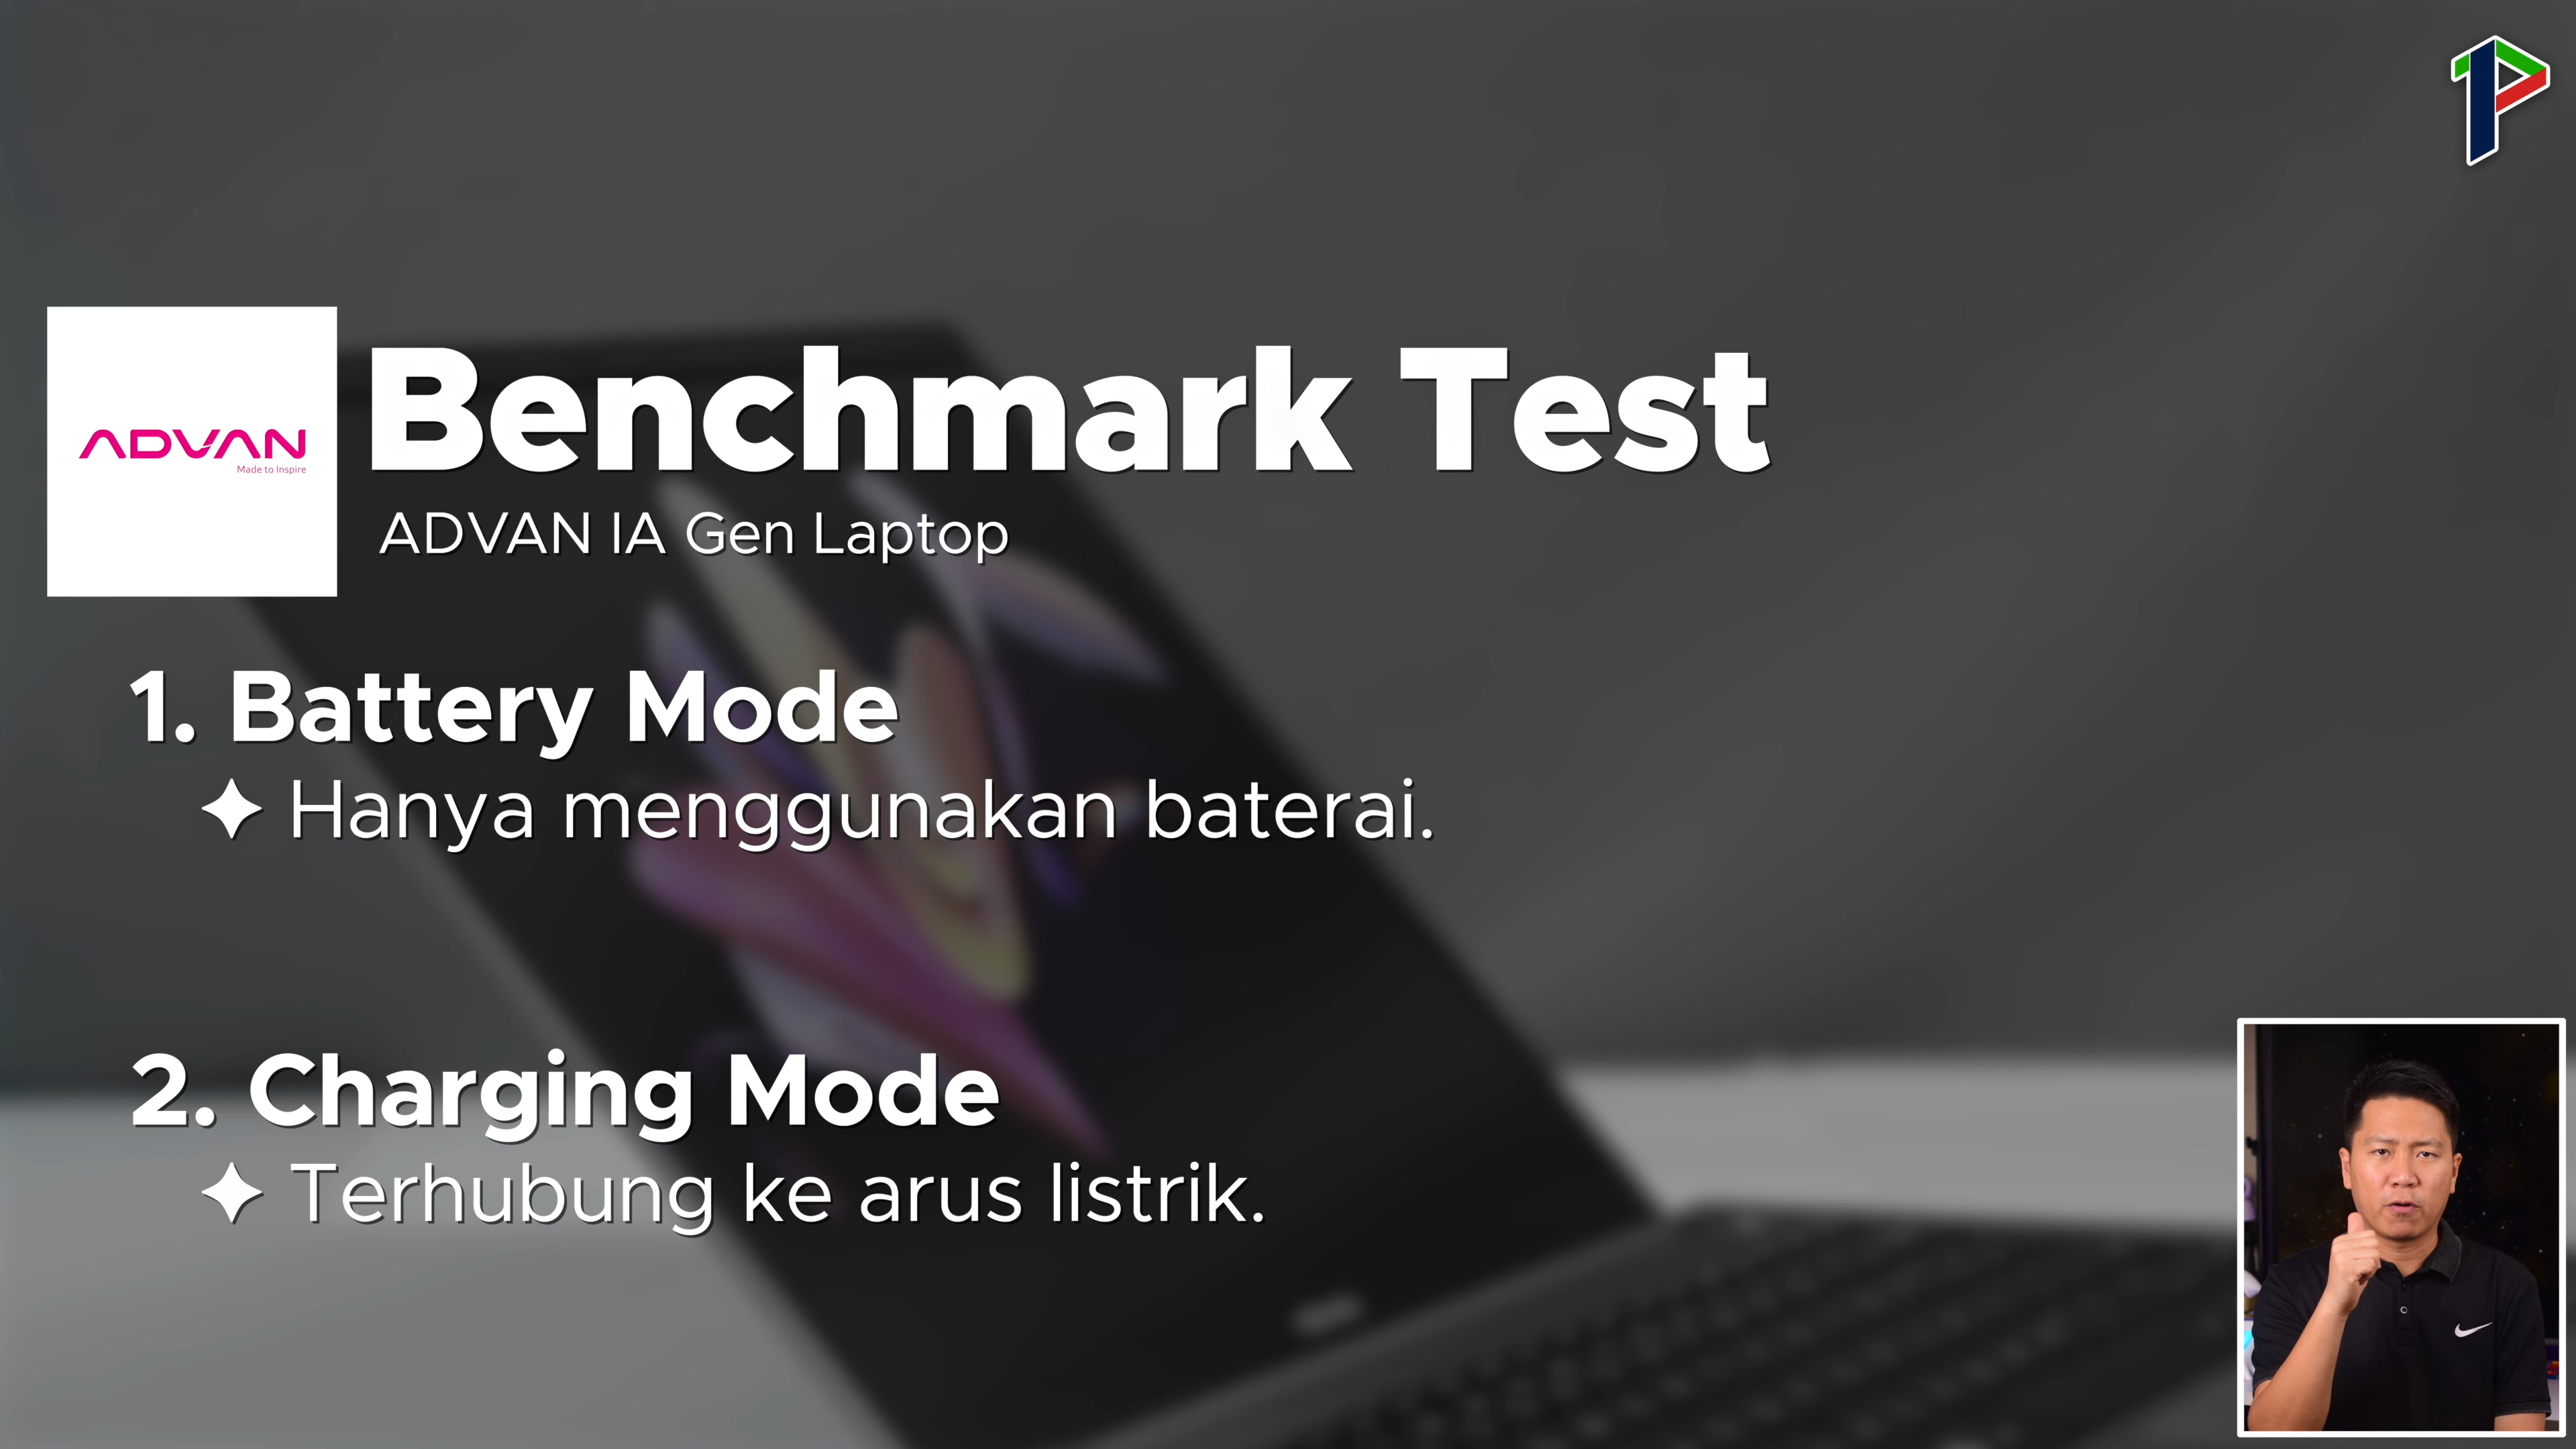 ADVAN
Made to Inspire
Benchmark Test
ADVAN IA Gen Laptop
1. Battery Mode
Hanya menggunakan baterai.
2. Charging Mode
Terhubung ke arus listrik.